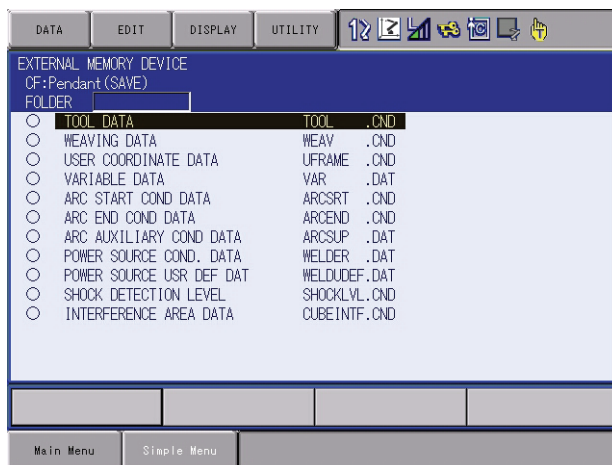 DATA EDIT DISPLAY UTILITY
EXTERNAL MEMORY DEVICE
CF:Pendant(SAVE)
FOLDER
TOOL DATA TOOL .CND
WEAVING DATA WEAV .CND
USER COORDINATE DATA UFRAME .CND
VARIABLE DATA VAR .DAT
ARC START COND DATA ARCSRT .CND
ARC END COND DATA ARCEND .CND
ARC AUXILIARY COND DATA ARCSUP .DAT
POWER SOURCE COND. DATA WELDER .DAT
POWER SOURCE USR DEF DAT WELDUDEF.DAT
SHOCK DETECTION LEVEL SHOCKLVL.CND
INTERFERENCE AREA DATA CUBEINTF.CND
Main Menu Simple Menu